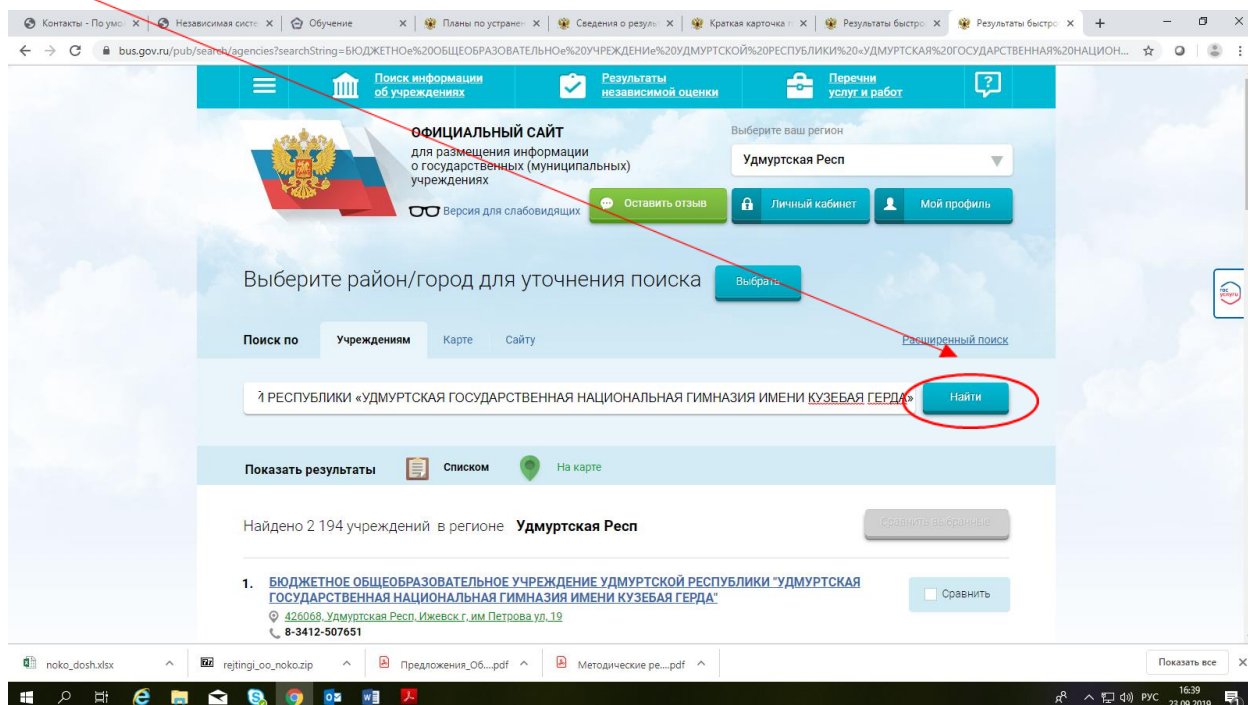 Контакты - По умо
Независимая систе
Обучение
Планы по устранен
Сведения о резуль
Краткая карточка
Результаты быстро
Результаты быстро
bus.gov.ru/pub/search/agencies?searchString=БЮДЖЕТНОе%20ОБЩЕОБРАЗОВАТЕЛЬНОе%20УЧРЕЖДЕНИе%20УДМУРТСКОЙ%20РЕСПУБЛИКИ%20«УДМУРТСКАЯ%20ГОСУДАРСТВЕННАЯ%20НАЦИОН...
Поиск информации
об учреждениях
Результаты
независимой оценки
Перечни
услуг и работ
ОФИЦИАЛЬНЫЙ САЙТ
для размещения информации
о государственных (муниципальных)
учреждениях
Версия для слабовидящих
Оставить отзыв
Выберите ваш регион
Удмуртская Респ
Личный кабинет
Мой профиль
Выберите район/город для уточнения поиска
Выбрать
гос
услуги
Поиск по
Учреждениям
Карте
Сайту
Расширенный поиск
Й РЕСПУБЛИКИ «УДМУРТСКАЯ ГОСУДАРСТВЕННАЯ НАЦИОНАЛЬНАЯ ГИМНАЗИЯ ИМЕНИ КУЗЕБАЯ ГЕРДА»
Найти
Показать результаты
Списком
На карте
Найдено 2 194 учреждений в регионе Удмуртская Респ
Сравнить выбранные
1. БЮДЖЕТНОЕ ОБЩЕОБРАЗОВАТЕЛЬНОЕ УЧРЕЖДЕНИЕ УДМУРТСКОЙ РЕСПУБЛИКИ "УДМУРТСКАЯ
ГОСУДАРСТВЕННАЯ НАЦИОНАЛЬНАЯ ГИМНАЗИЯ ИМЕНИ КУЗЕБАЯ ГЕРДА"
426068, Удмуртская Респ, Ижевск г, им Петрова ул, 19
8-3412-507651
Сравнить
noko_dosh.xlsx
rejtingi_oo_noko.zip
Предложения_Об....pdf
Методические ре....pdf
Показать все
РУС
16:39
23.09.2019